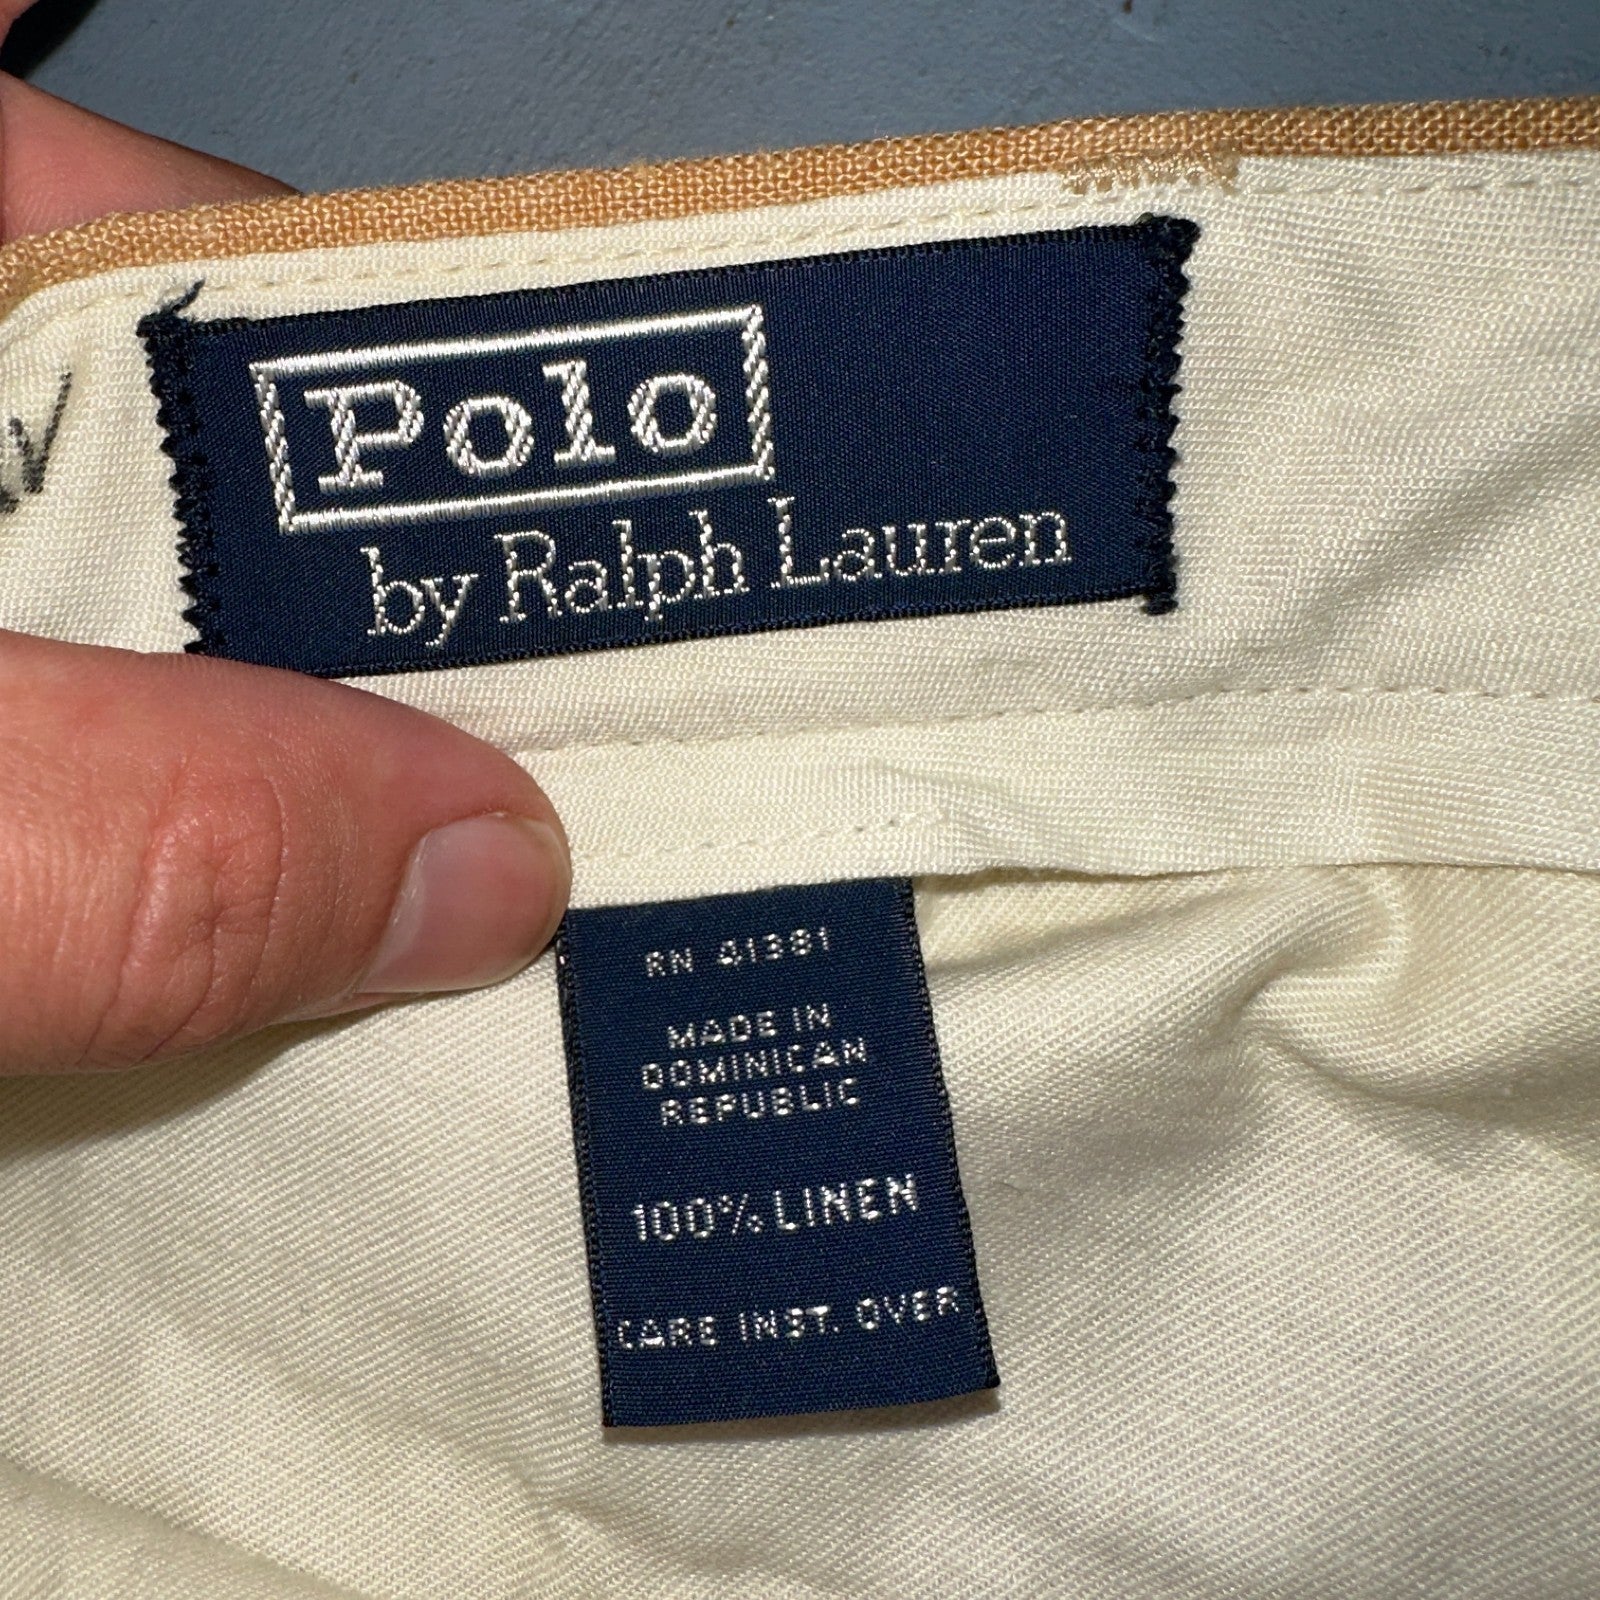 Polo
by Ralph Lauren
RN 41381
MADE IN
DOMINICAN
REPUBLIC
100% LINEN
CARE INST. OVER